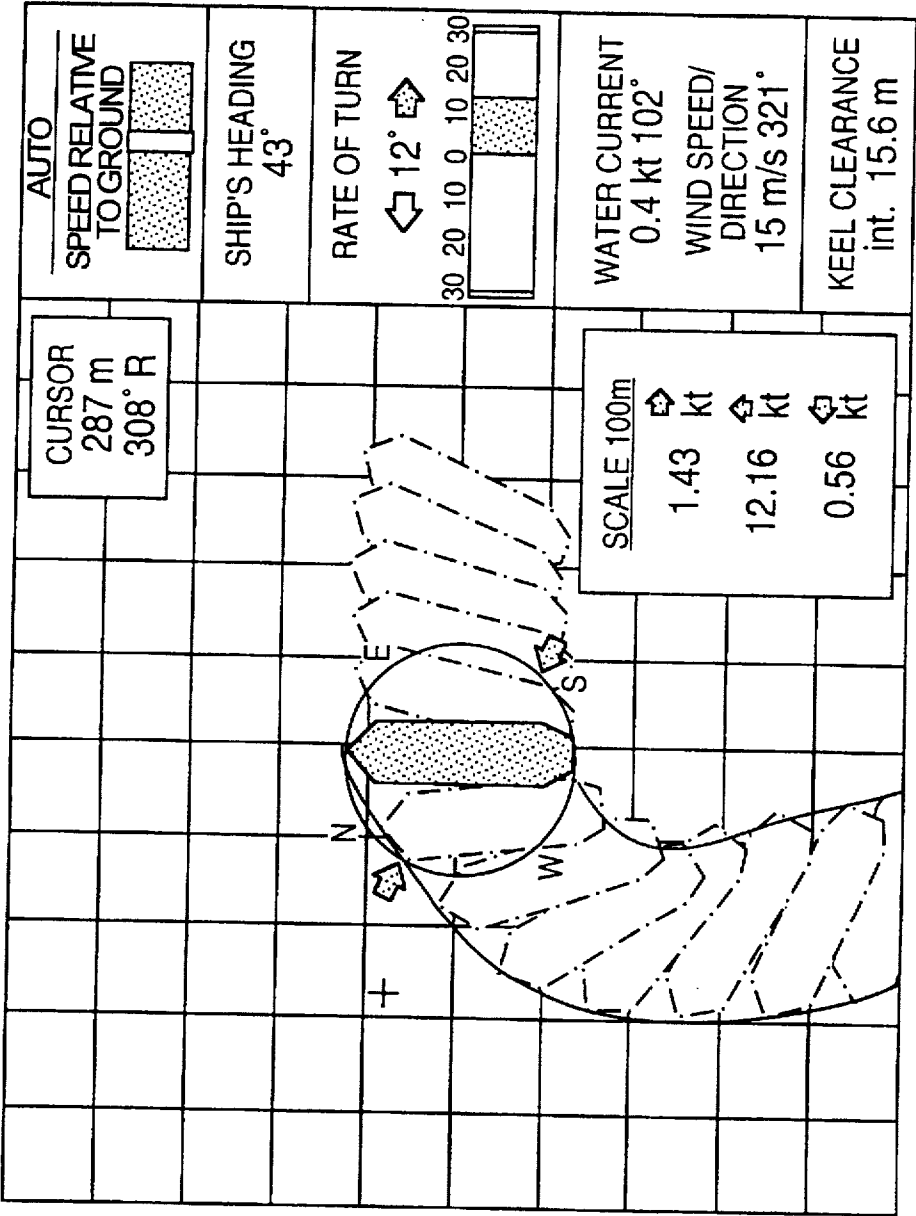 AUTO
SPEED RELATIVE
TO GROUND
SHIP'S HEADING
43°
RATE OF TURN
12°
30 20 10 0 10 20 30
WATER CURRENT
0.4 kt 102°
WIND SPEED/
DIRECTION
15 m/s 321°
KEEL CLEARANCE
int. 15.6 m
CURSOR
287 m
308° R
N
E
S
W
SCALE 100m
1.43 kt
12.16 kt
0.56 kt